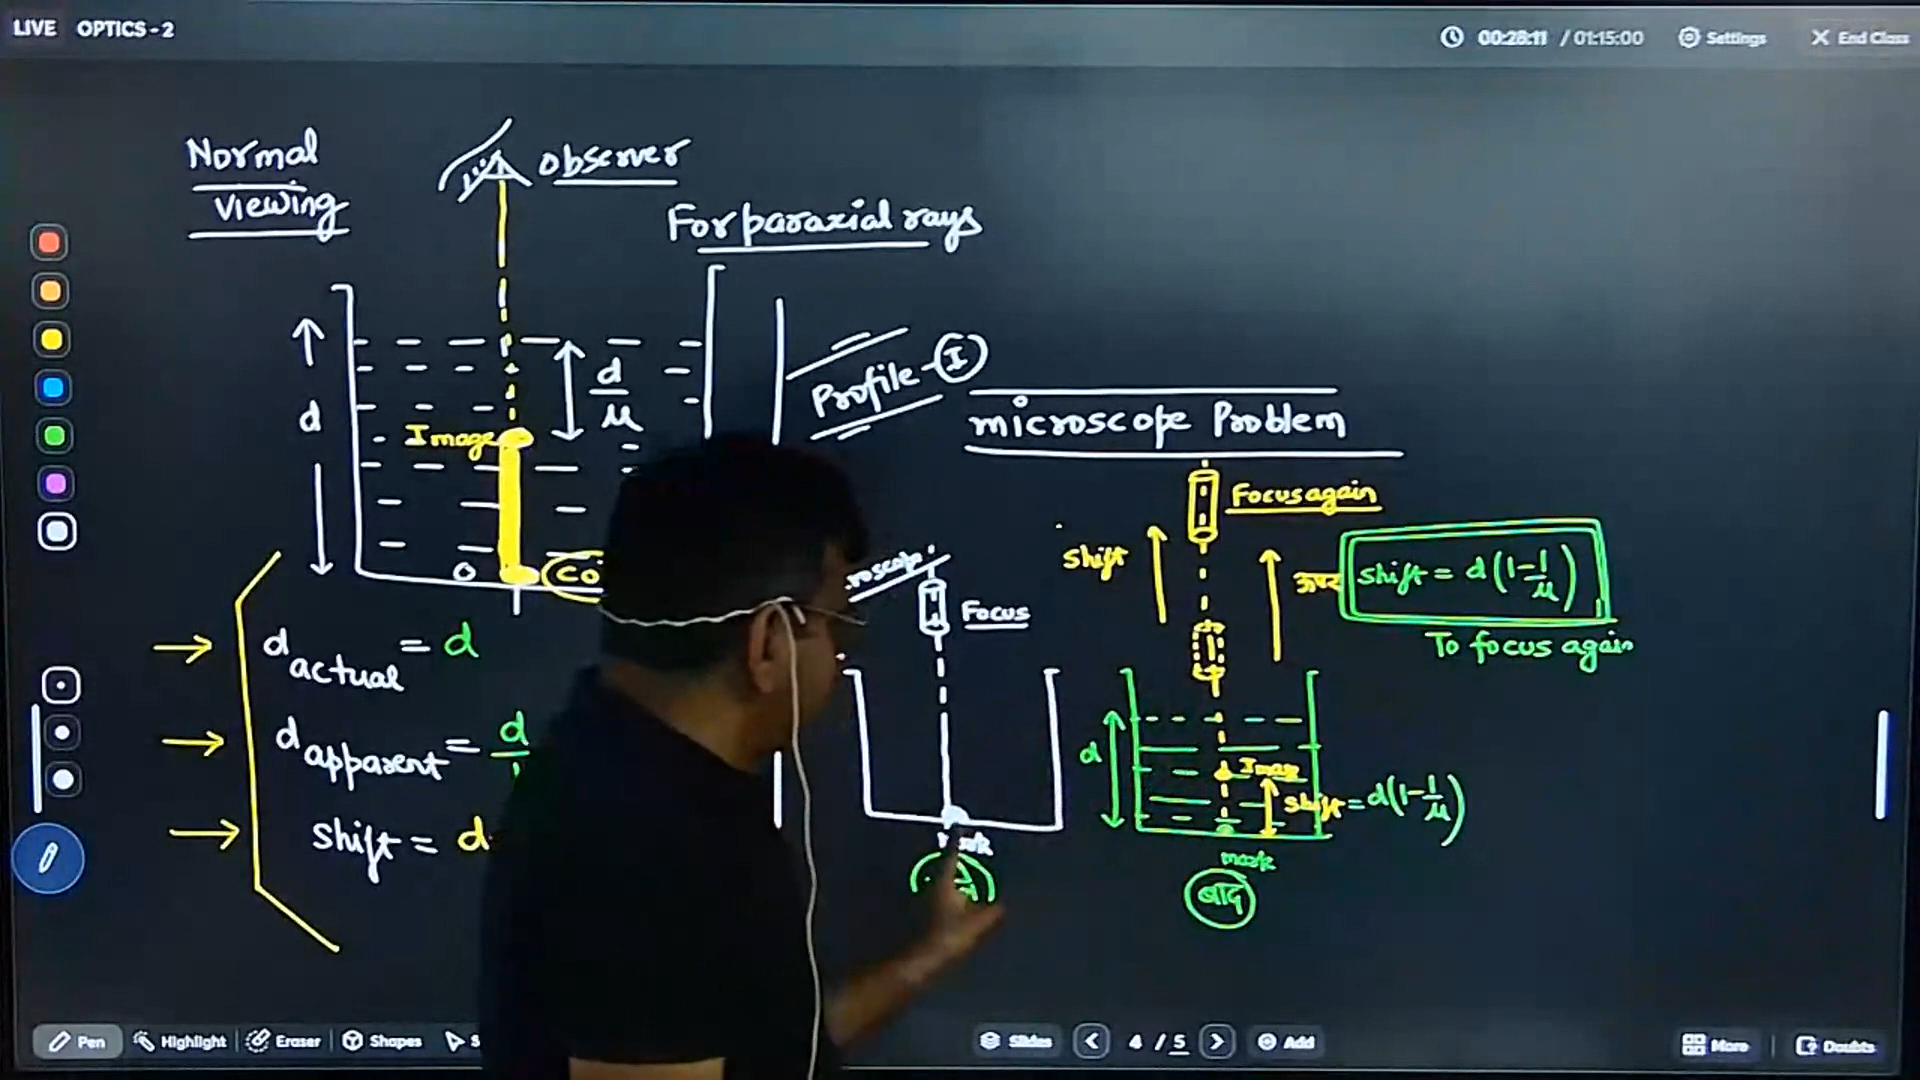 LIVE OPTICS - 2
00:28:11 / 01:15:00 Settings End Class
Normal
Viewing
observer
For paraxial rays
d
d
μ
Image
O
Co
Profile - I
microscope Problem
Focus again
Shift
ऊपर
Shift = d(1-1/μ)
To focus again
roscope
Focus
d actual = d
d apparent = d
shift = d
d
Image
Shift = d(1-1/μ)
mark
बाद
Pen Highlight Eraser Shapes S
Slides 4 / 5 Add
More Doubts